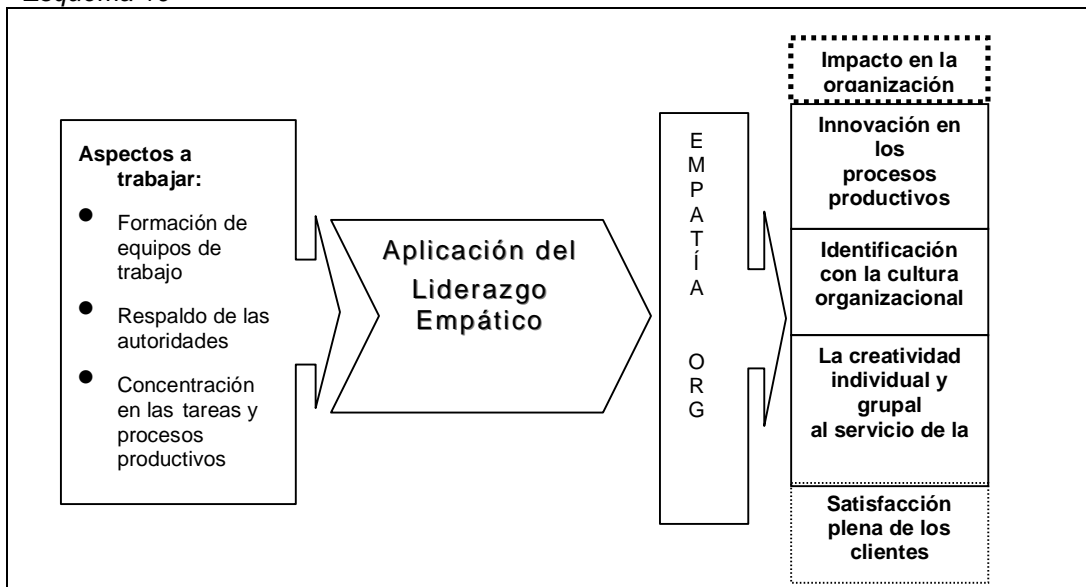 Aspectos a
trabajar:
● Formación de
equipos de
trabajo
● Respaldo de las
autoridades
● Concentración
en las tareas y
procesos
productivos
Aplicación del
Liderazgo
Empático
E
M
P
A
T
Í
A
O
R
G
Impacto en la
organización
Innovación en
los
procesos
productivos
Identificación
con la cultura
organizacional
La creatividad
individual y
grupal
al servicio de la
Satisfacción
plena de los
clientes